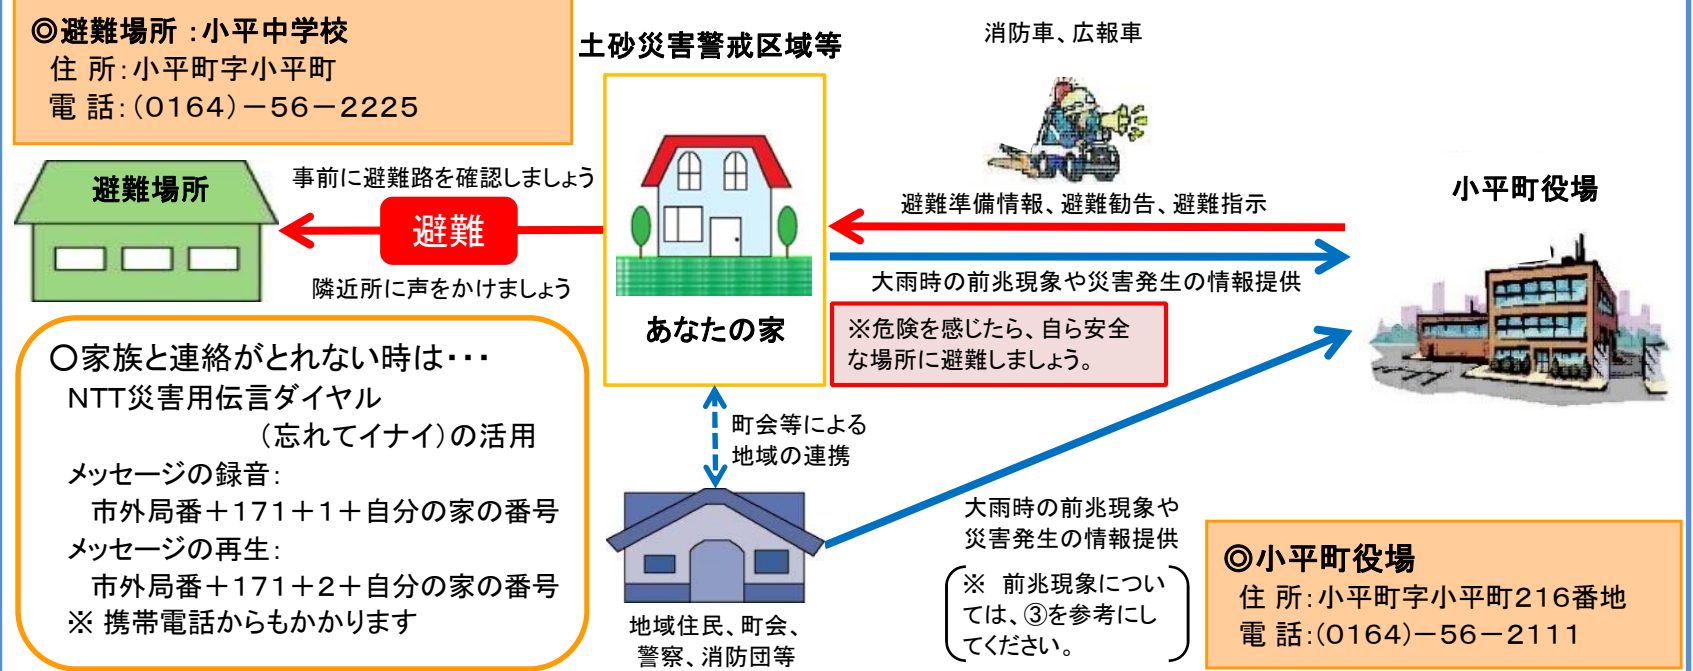 ◎避難場所：小平中学校
住 所：小平町字小平町
電 話：(0164)－56－2225
土砂災害警戒区域等
消防車、広報車
避難場所
事前に避難路を確認しましょう
避難
隣近所に声をかけましょう
あなたの家
避難準備情報、避難勧告、避難指示
大雨時の前兆現象や災害発生の情報提供
小平町役場
※危険を感じたら、自ら安全
な場所に避難しましょう。
〇家族と連絡がとれない時は・・・
NTT災害用伝言ダイヤル
（忘れてイナイ）の活用
メッセージの録音：
市外局番＋171＋1＋自分の家の番号
メッセージの再生：
市外局番＋171＋2＋自分の家の番号
※ 携帯電話からもかかります
町会等による
地域の連携
地域住民、町会、
警察、消防団等
大雨時の前兆現象や
災害発生の情報提供
※ 前兆現象につい
ては、③を参考にし
てください。
◎小平町役場
住 所：小平町字小平町216番地
電 話：(0164)－56－2111